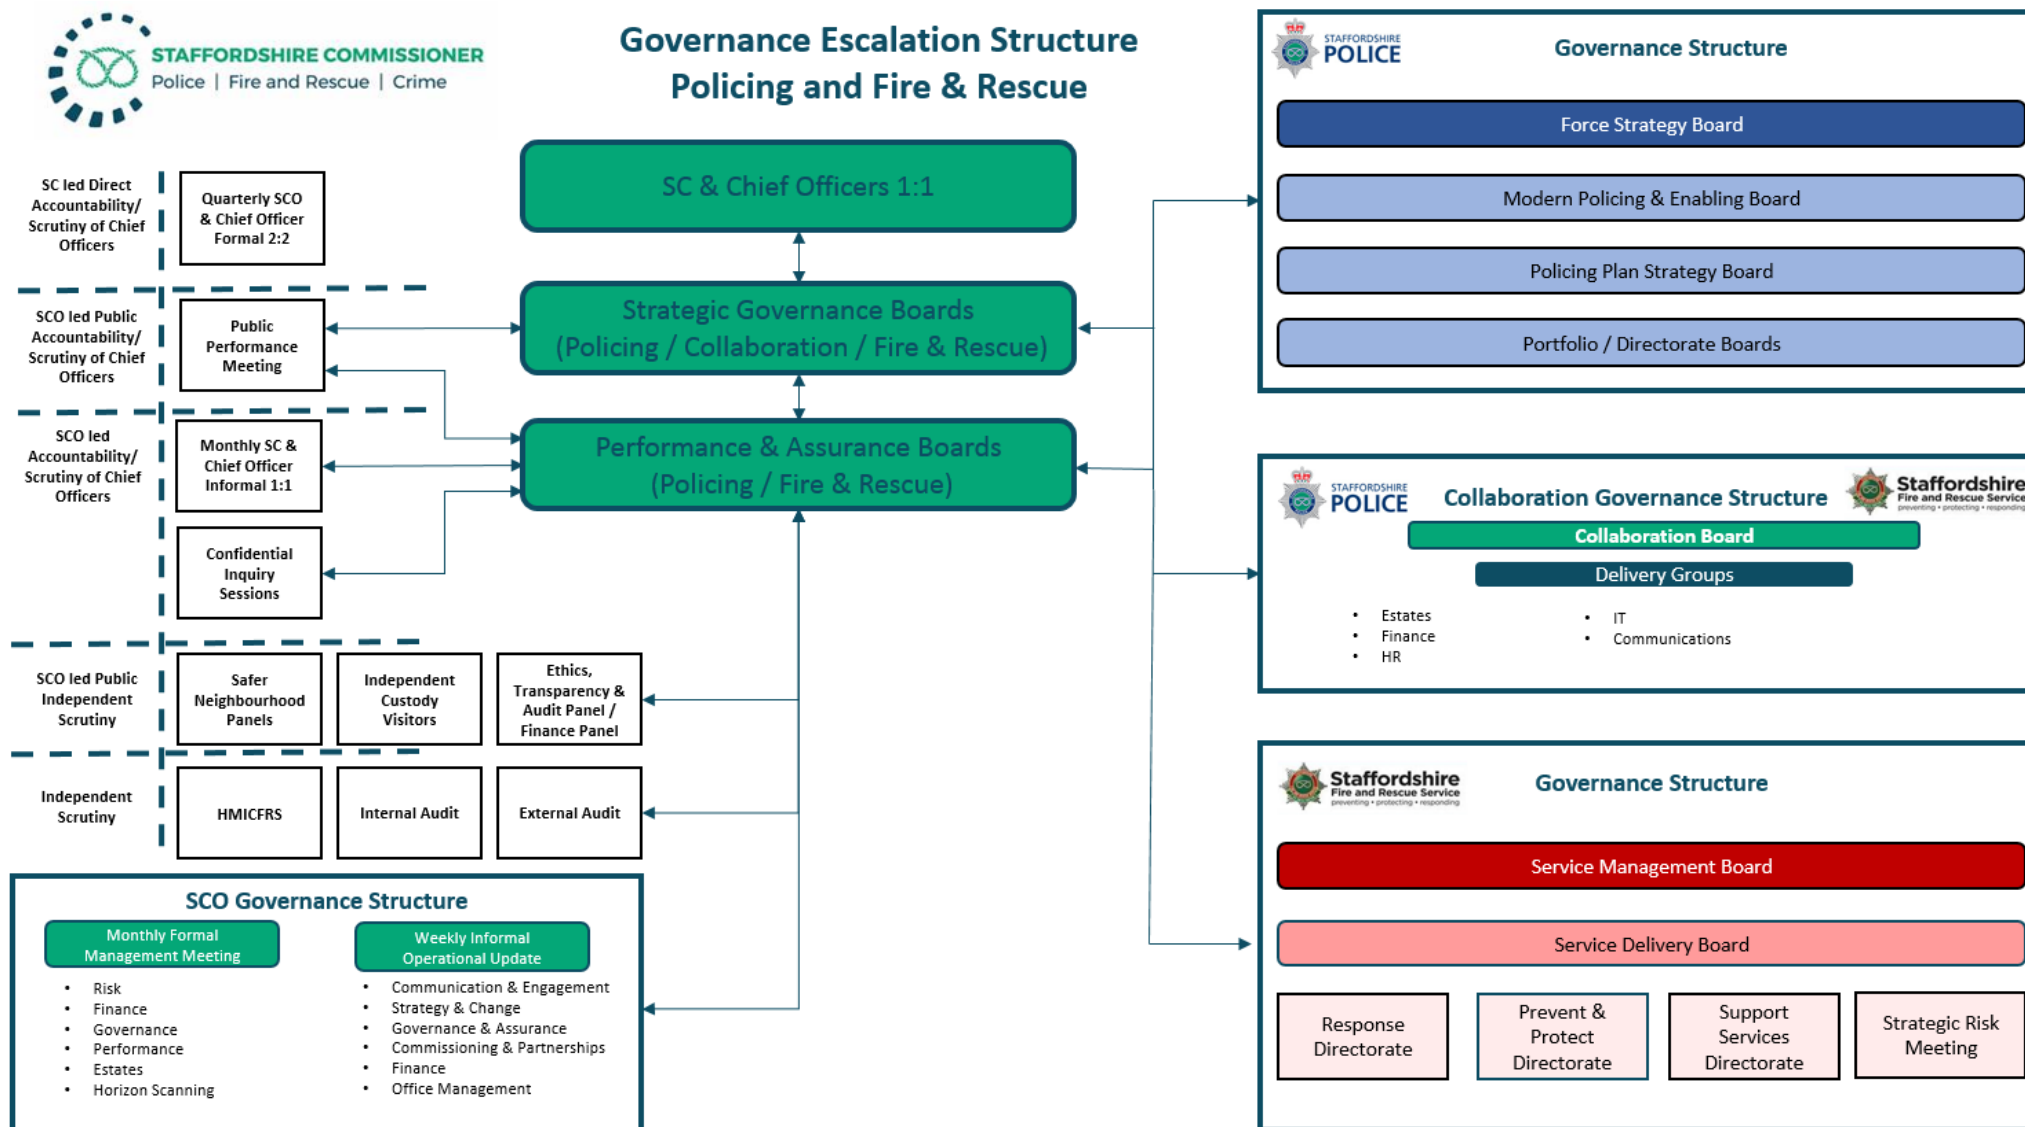 STAFFORDSHIRE COMMISSIONER
Police | Fire and Rescue | Crime
Governance Escalation Structure
Policing and Fire & Rescue
SC led Direct
Accountability/
Scrutiny of Chief
Officers
Quarterly SCO
& Chief Officer
Formal 2:2
SC & Chief Officers 1:1
SCO led Public
Accountability/
Scrutiny of Chief
Officers
Public
Performance
Meeting
Strategic Governance Boards
(Policing / Collaboration / Fire & Rescue)
SCO led
Accountability/
Scrutiny of Chief
Officers
Monthly SC &
Chief Officer
Informal 1:1
Performance & Assurance Boards
(Policing / Fire & Rescue)
Confidential
Inquiry
Sessions
SCO led Public
Independent
Scrutiny
Safer
Neighbourhood
Panels
Independent
Custody
Visitors
Ethics,
Transparency &
Audit Panel /
Finance Panel
Independent
Scrutiny
HMICFRS
Internal Audit
External Audit
SCO Governance Structure
Monthly Formal
Management Meeting
• Risk
• Finance
• Governance
• Performance
• Estates
• Horizon Scanning
Weekly Informal
Operational Update
• Communication & Engagement
• Strategy & Change
• Governance & Assurance
• Commissioning & Partnerships
• Finance
• Office Management
STAFFORDSHIRE
POLICE
Governance Structure
Force Strategy Board
Modern Policing & Enabling Board
Policing Plan Strategy Board
Portfolio / Directorate Boards
STAFFORDSHIRE
POLICE
Collaboration Governance Structure
Staffordshire
Fire and Rescue Service
preventing • protecting • responding
Collaboration Board
Delivery Groups
• Estates
• Finance
• HR
• IT
• Communications
Staffordshire
Fire and Rescue Service
preventing • protecting • responding
Governance Structure
Service Management Board
Service Delivery Board
Response
Directorate
Prevent &
Protect
Directorate
Support
Services
Directorate
Strategic Risk
Meeting